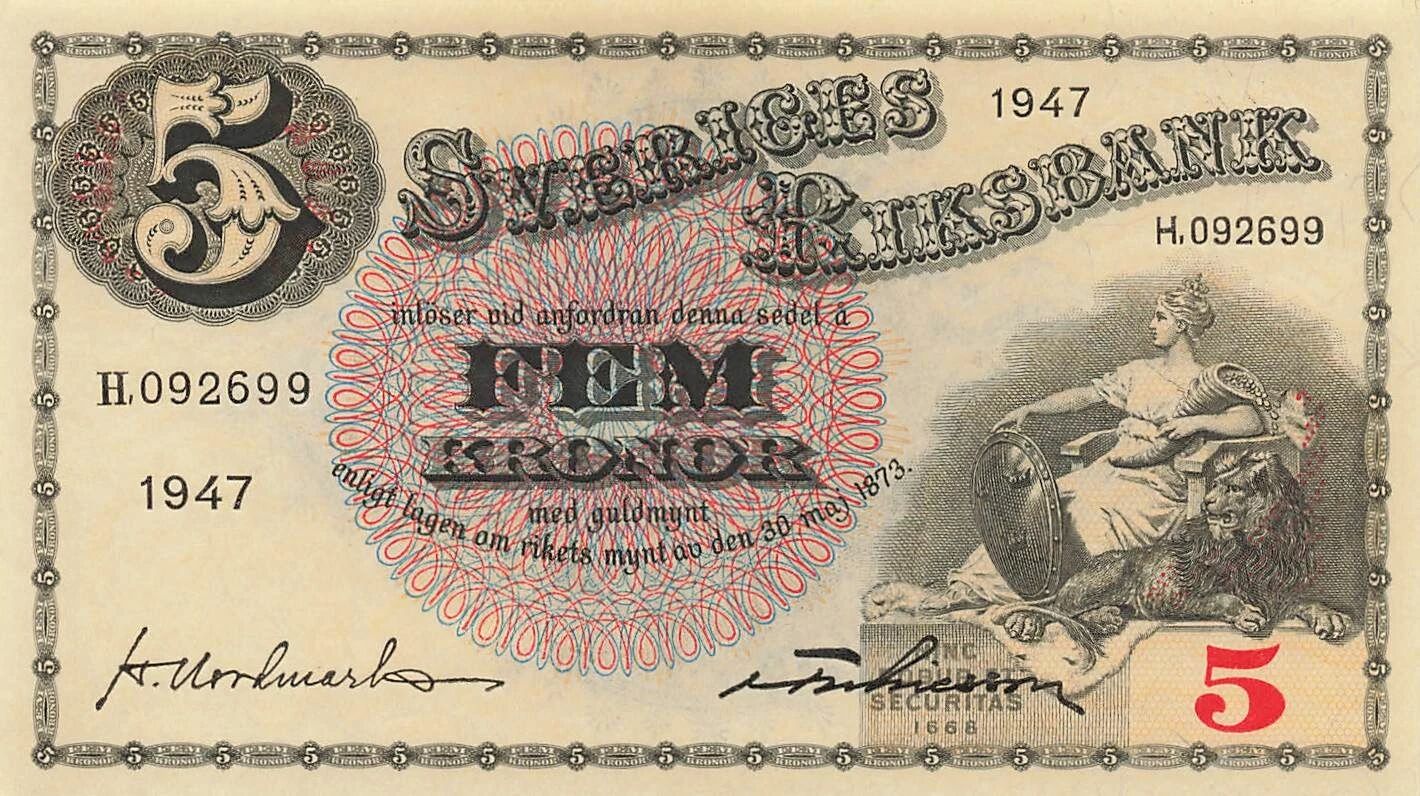 5
SVERIGES
1947
RIKSBANK
H,092699
inlöser vid anfordran denna sedel å
FEM
KRONOR
H,092699
med guldmynt
enligt lagen om rikets mynt av den 30 maj 1873.
1947
H. Nordmark
SECURITAS
1668
5